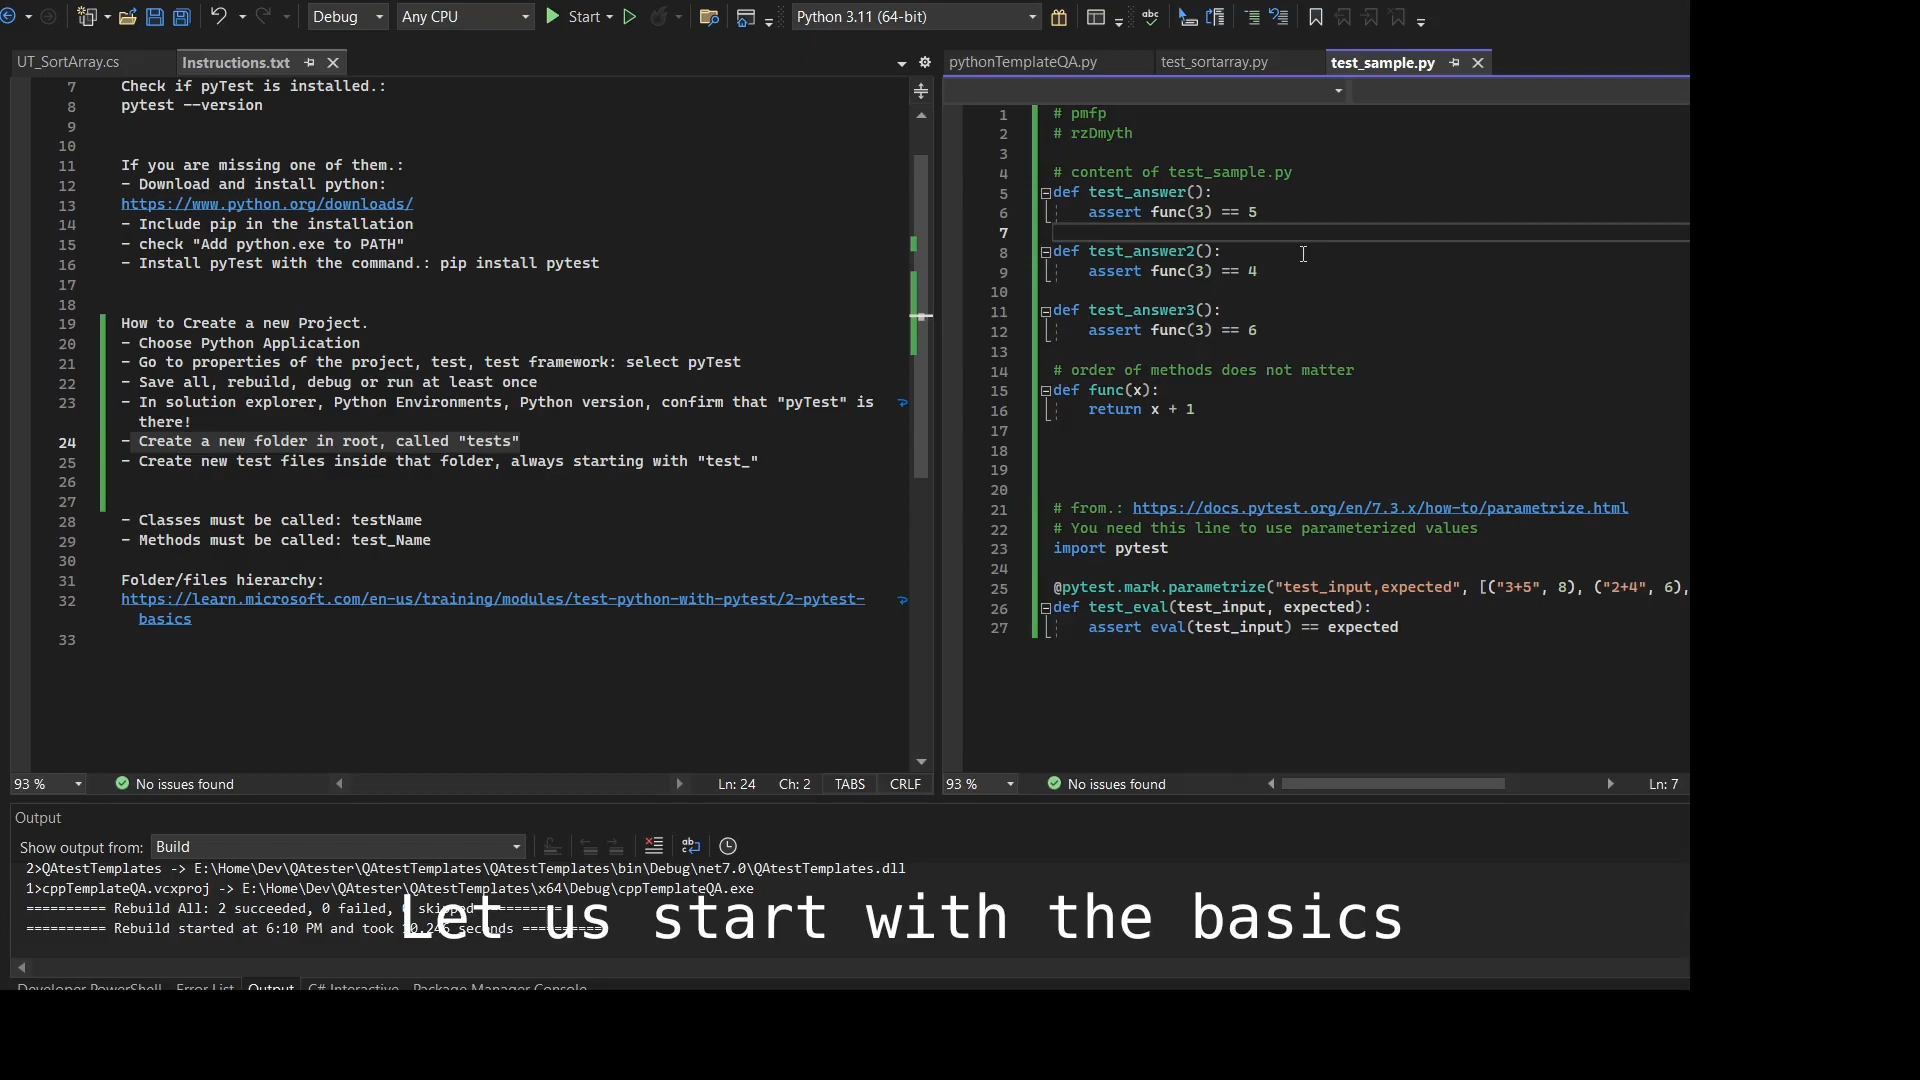 Debug
Any CPU
Start
Python 3.11 (64-bit)
UT_SortArray.cs
Instructions.txt
7 Check if pyTest is installed.:
8 pytest --version
9
10
11 If you are missing one of them.:
12 - Download and install python:
13 https://www.python.org/downloads/
14 - Include pip in the installation
15 - check "Add python.exe to PATH"
16 - Install pyTest with the command.: pip install pytest
17
18
19 How to Create a new Project.
20 - Choose Python Application
21 - Go to properties of the project, test, test framework: select pyTest
22 - Save all, rebuild, debug or run at least once
23 - In solution explorer, Python Environments, Python version, confirm that "pyTest" is
there!
24 - Create a new folder in root, called "tests"
25 - Create new test files inside that folder, always starting with "test_"
26
27
28 - Classes must be called: testName
29 - Methods must be called: test_Name
30
31 Folder/files hierarchy:
32 https://learn.microsoft.com/en-us/training/modules/test-python-with-pytest/2-pytest-
basics
33
93 %
No issues found
Ln: 24 Ch: 2 TABS CRLF
pythonTemplateQA.py
test_sortarray.py
test_sample.py
1 # pmfp
2 # rzDmyth
3
4 # content of test_sample.py
5 def test_answer():
6 assert func(3) == 5
7
8 def test_answer2():
9 assert func(3) == 4
10
11 def test_answer3():
12 assert func(3) == 6
13
14 # order of methods does not matter
15 def func(x):
16 return x + 1
17
18
19
20
21 # from.: https://docs.pytest.org/en/7.3.x/how-to/parametrize.html
22 # You need this line to use parameterized values
23 import pytest
24
25 @pytest.mark.parametrize("test_input,expected", [("3+5", 8), ("2+4", 6),
26 def test_eval(test_input, expected):
27 assert eval(test_input) == expected
93 %
No issues found
Ln: 7
Output
Show output from: Build
2>QAtestTemplates -> E:\Home\Dev\QAtester\QAtestTemplates\QAtestTemplates\bin\Debug\net7.0\QAtestTemplates.dll
1>cppTemplateQA.vcxproj -> E:\Home\Dev\QAtester\QAtestTemplates\x64\Debug\cppTemplateQA.exe
========== Rebuild All: 2 succeeded, 0 failed, skipped ==========
========== Rebuild started at 6:10 PM and took seconds ==========
Let us start with the basics
Developer PowerShell Error List Output C# Interactive Package Manager Console